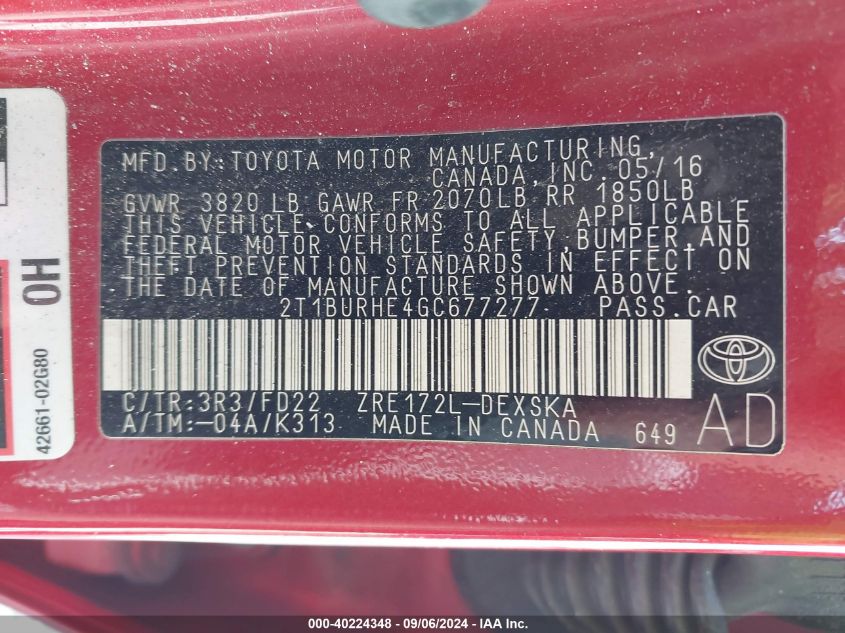 MFD.BY:TOYOTA MOTOR MANUFACTURING,
CANADA,INC.05/16
GVWR 3820 LB GAWR FR 2070LB RR 1850LB
THIS VEHICLE CONFORMS TO ALL APPLICABLE
FEDERAL MOTOR VEHICLE SAFETY,BUMPER,AND
THEFT PREVENTION STANDARDS IN EFFECT ON
THE DATE OF MANUFACTURE SHOWN ABOVE.
2T1BURHE4GC677277 PASS.CAR
C/TR:3R3/FD22 ZRE172L-DEXSKA
A/TM:-04A/K313 MADE IN CANADA 649 AD
0H
42661-02G80
000-40224348 - 09/06/2024 - IAA Inc.